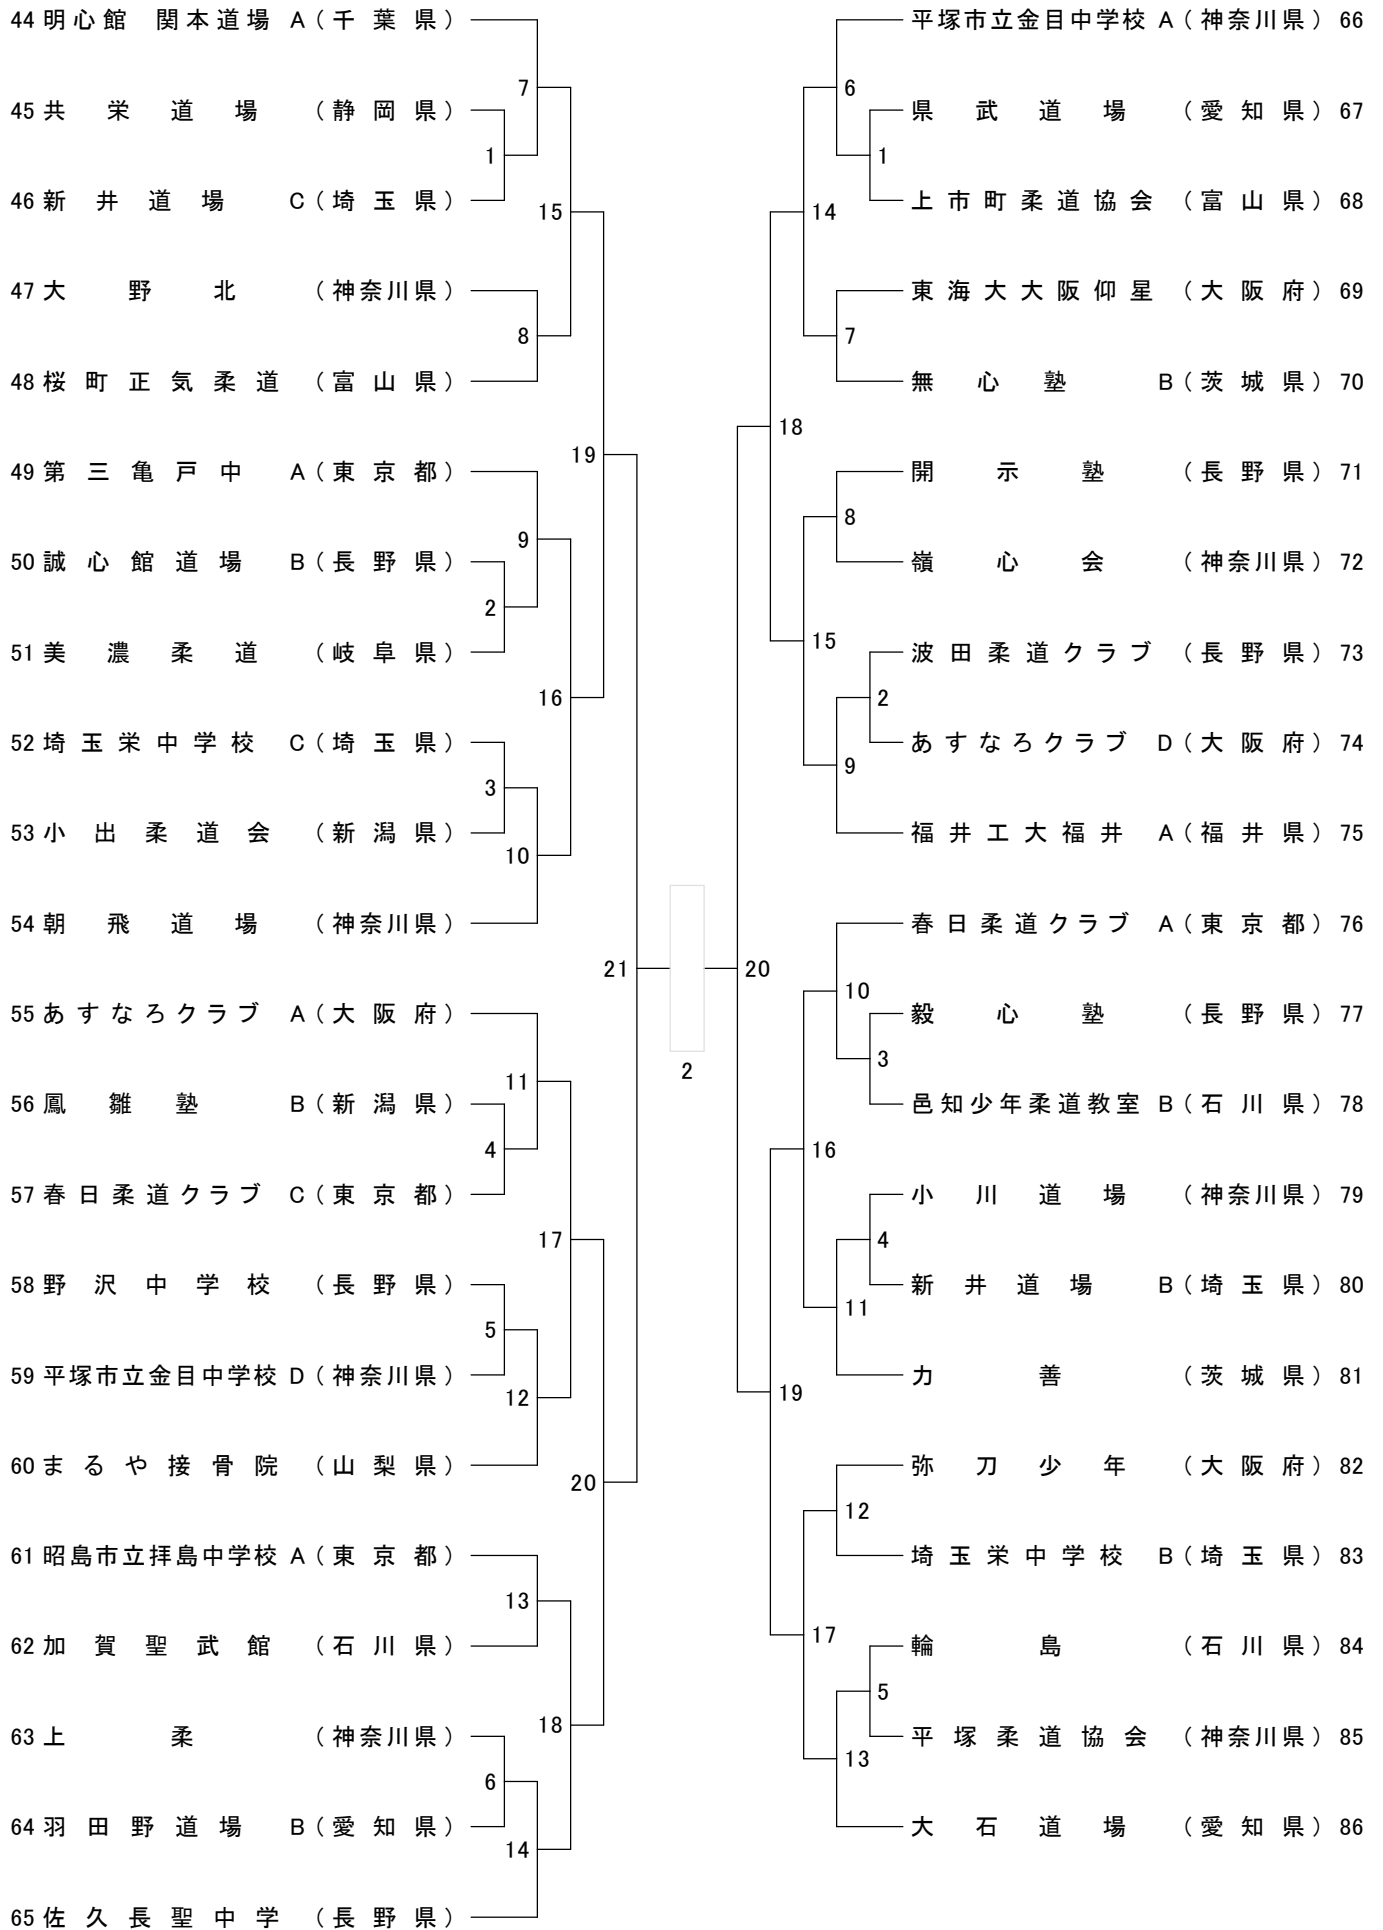 44 明心館 関本道場 A (千葉県)
45 共栄道場 (静岡県)
46 新井道場 C (埼玉県)
47 大野北 (神奈川県)
48 桜町正気柔道 (富山県)
49 第三亀戸中 A (東京都)
50 誠心館道場 B (長野県)
51 美濃柔道 (岐阜県)
52 埼玉栄中学校 C (埼玉県)
53 小出柔道会 (新潟県)
54 朝飛道場 (神奈川県)
55 あすなろクラブ A (大阪府)
56 鳳雛塾 B (新潟県)
57 春日柔道クラブ C (東京都)
58 野沢中学校 (長野県)
59 平塚市立金目中学校 D (神奈川県)
60 まるや接骨院 (山梨県)
61 昭島市立拝島中学校 A (東京都)
62 加賀聖武館 (石川県)
63 上柔 (神奈川県)
64 羽田野道場 B (愛知県)
65 佐久長聖中学 (長野県)
1
2
3
4
5
6
7
8
9
10
11
12
13
14
15
16
17
18
19
20
21
2
20
18
19
14
15
16
17
6
7
8
9
10
11
12
13
1
2
3
4
5
平塚市立金目中学校 A (神奈川県) 66
県武道場 (愛知県) 67
上市町柔道協会 (富山県) 68
東海大大阪仰星 (大阪府) 69
無心塾 B (茨城県) 70
開示塾 (長野県) 71
嶺心会 (神奈川県) 72
波田柔道クラブ (長野県) 73
あすなろクラブ D (大阪府) 74
福井工大福井 A (福井県) 75
春日柔道クラブ A (東京都) 76
毅心塾 (長野県) 77
邑知少年柔道教室 B (石川県) 78
小川道場 (神奈川県) 79
新井道場 B (埼玉県) 80
力善 (茨城県) 81
弥刀少年 (大阪府) 82
埼玉栄中学校 B (埼玉県) 83
輪島 (石川県) 84
平塚柔道協会 (神奈川県) 85
大石道場 (愛知県) 86